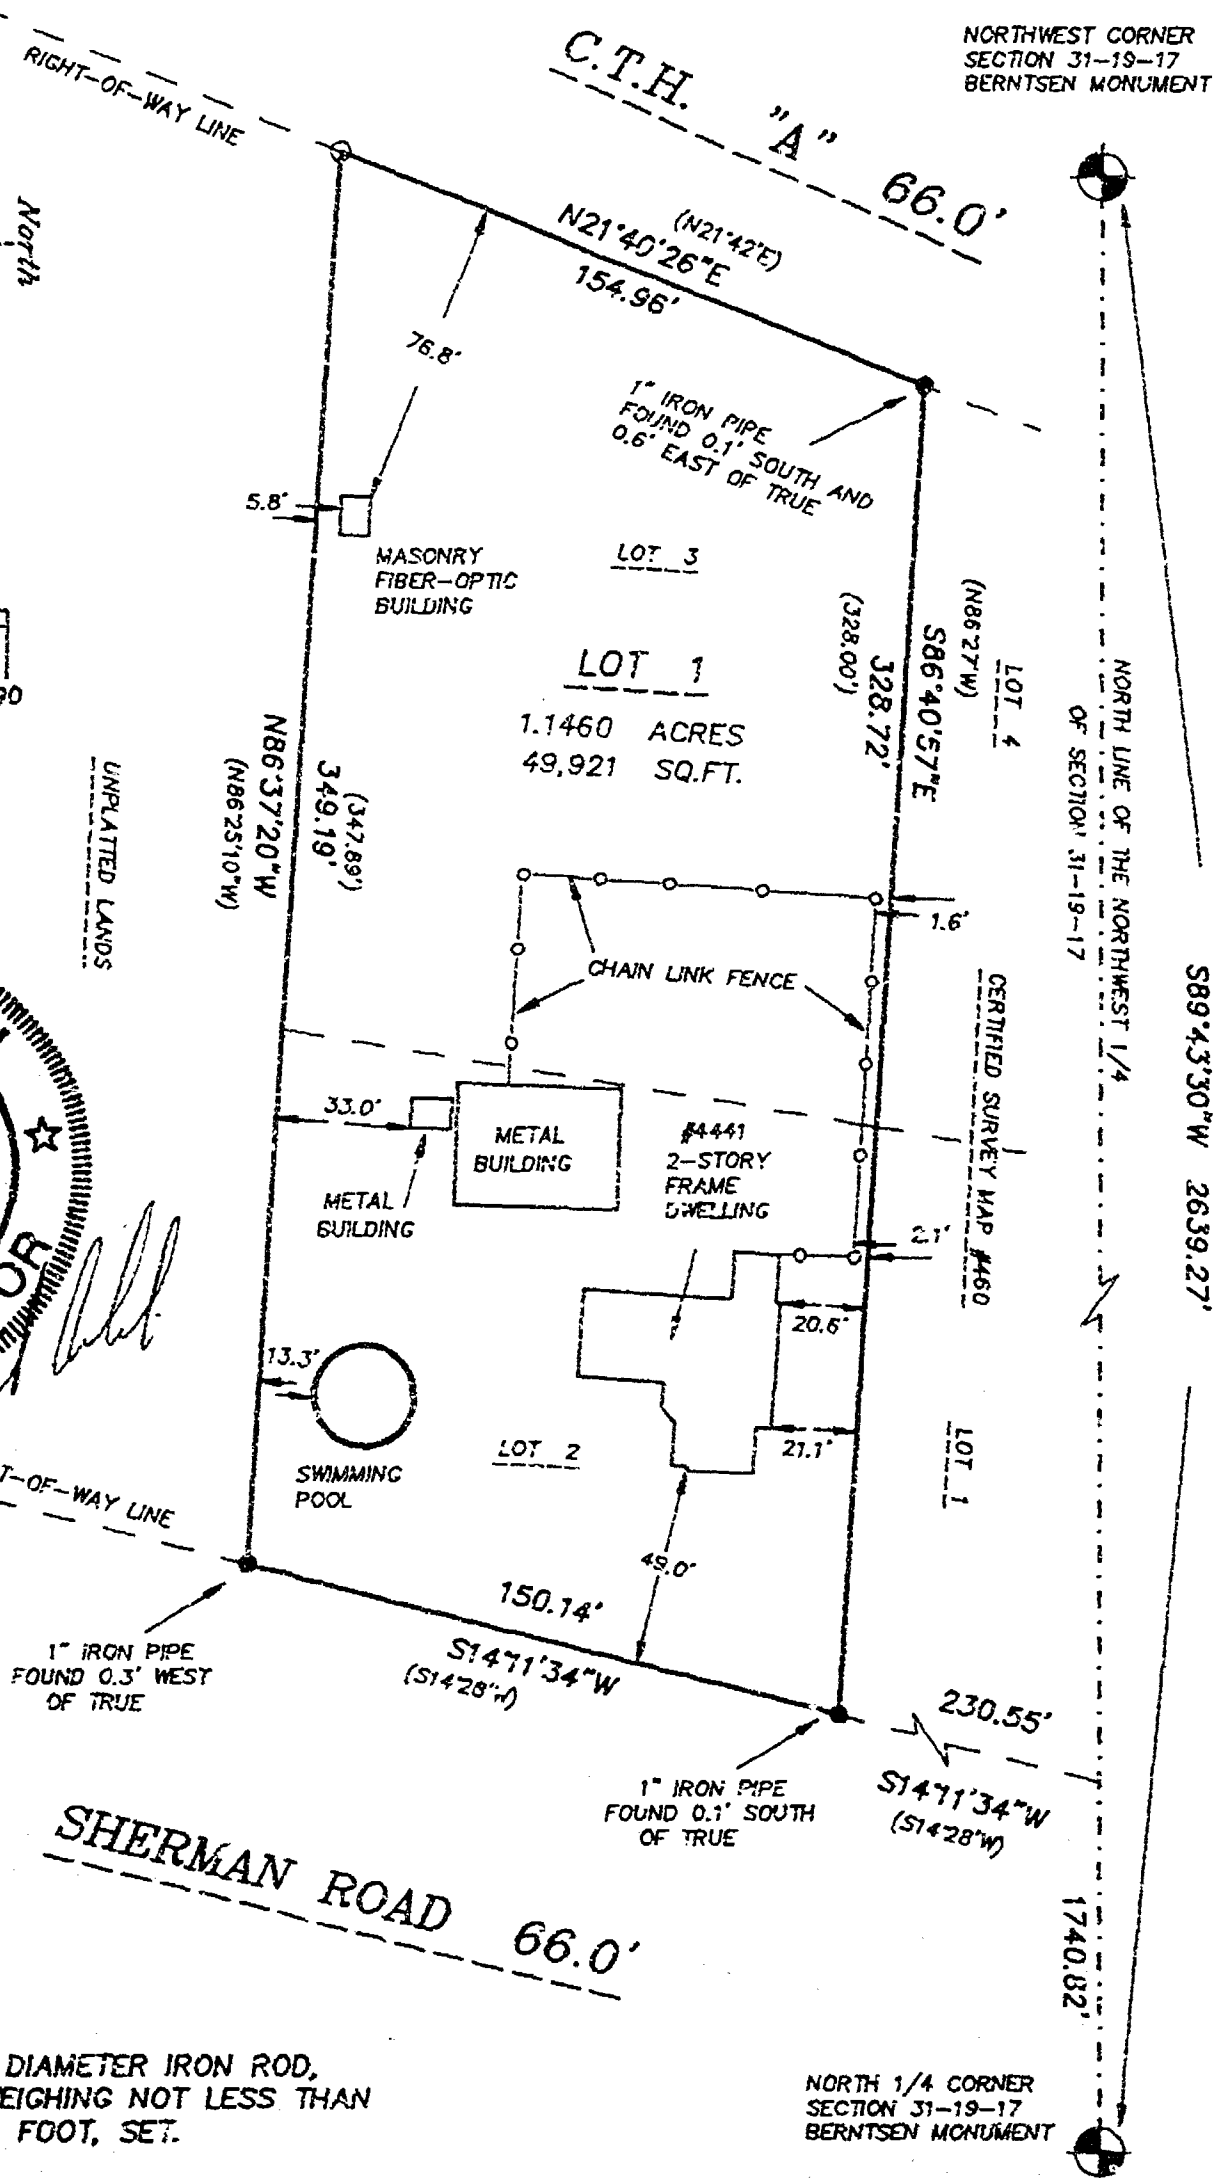 NORTHWEST CORNER
SECTION 31-19-17
BERNTSEN MONUMENT
C.T.H. "A" 66.0'
RIGHT-OF-WAY LINE
North
(N21°42'E)
N21°40'26"E
154.96'
76.8'
1" IRON PIPE
FOUND 0.1' SOUTH AND
0.6' EAST OF TRUE
5.8'
MASONRY
FIBER-OPTIC
BUILDING
LOT 3
LOT 1
1.1460 ACRES
49,921 SQ.FT.
(N86°27'W)
S86°40'57"E
328.72'
(328.00')
LOT 4
NORTH LINE OF THE NORTHWEST 1/4
OF SECTION 31-19-17
S89°43'30"W 2639.27'
(347.89')
349.19'
N86°37'20"W
(N86°25'10"W)
UNPLATTED LANDS
1.6'
CHAIN LINK FENCE
CERTIFIED SURVEY MAP #460
33.0'
METAL
BUILDING
METAL
BUILDING
#4441
2-STORY
FRAME
DWELLING
2.1'
20.6'
13.3'
SWIMMING
POOL
LOT 2
21.1'
LOT 1
OR
T-OF-WAY LINE
49.0'
150.14'
S14°11'34"W
(S14°28'W)
1" IRON PIPE
FOUND 0.3' WEST
OF TRUE
230.55'
S14°11'34"W
(S14°28'W)
1" IRON PIPE
FOUND 0.1' SOUTH
OF TRUE
SHERMAN ROAD 66.0'
1740.82'
DIAMETER IRON ROD,
EIGHING NOT LESS THAN
FOOT, SET.
NORTH 1/4 CORNER
SECTION 31-19-17
BERNTSEN MONUMENT